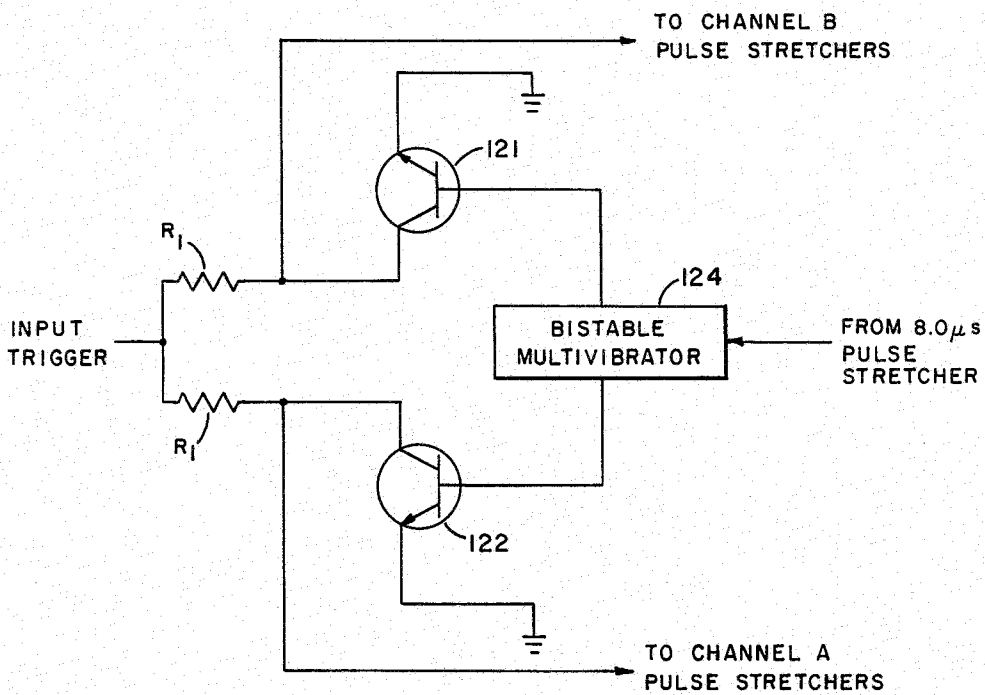 TO CHANNEL B
PULSE STRETCHERS
121
R1
124
INPUT
TRIGGER
BISTABLE
MULTIVIBRATOR
FROM 8.0μs
PULSE
STRETCHER
R1
122
TO CHANNEL A
PULSE STRETCHERS